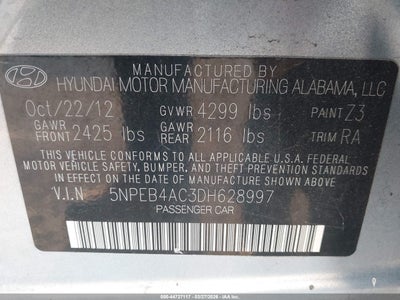 MANUFACTURED BY
HYUNDAI MOTOR MANUFACTURING ALABAMA, LLC
Oct/22/12 GVWR 4299 lbs PAINT Z3
GAWR FRONT 2425 lbs GAWR REAR 2116 lbs TRIM RA
THIS VEHICLE CONFORMS TO ALL APPLICABLE U.S.A. FEDERAL
MOTOR VEHICLE SAFETY, BUMPER, AND THEFT PREVENTION STANDARDS
IN EFFECT ON THE DATE OF MANUFACTURE SHOWN ABOVE.
V.I.N 5NPEB4AC3DH628997
PASSENGER CAR